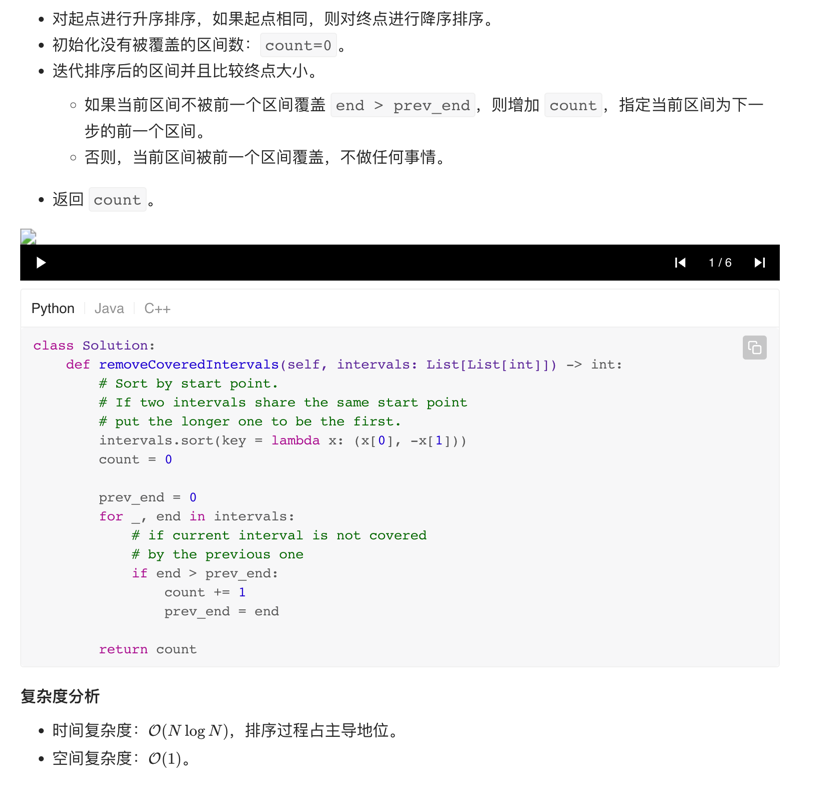 对起点进行升序排序，如果起点相同，则对终点进行降序排序。
初始化没有被覆盖的区间数：count=0。
迭代排序后的区间并且比较终点大小。
如果当前区间不被前一个区间覆盖 end > prev_end，则增加 count，指定当前区间为下一
步的前一个区间。
否则，当前区间被前一个区间覆盖，不做任何事情。
返回 count。
1 / 6
Python Java C++
class Solution:
    def removeCoveredIntervals(self, intervals: List[List[int]]) -> int:
        # Sort by start point.
        # If two intervals share the same start point
        # put the longer one to be the first.
        intervals.sort(key = lambda x: (x[0], -x[1]))
        count = 0
        prev_end = 0
        for _, end in intervals:
            # if current interval is not covered
            # by the previous one
            if end > prev_end:
                count += 1
                prev_end = end
        return count
复杂度分析
时间复杂度：O(N log N)，排序过程占主导地位。
空间复杂度：O(1)。